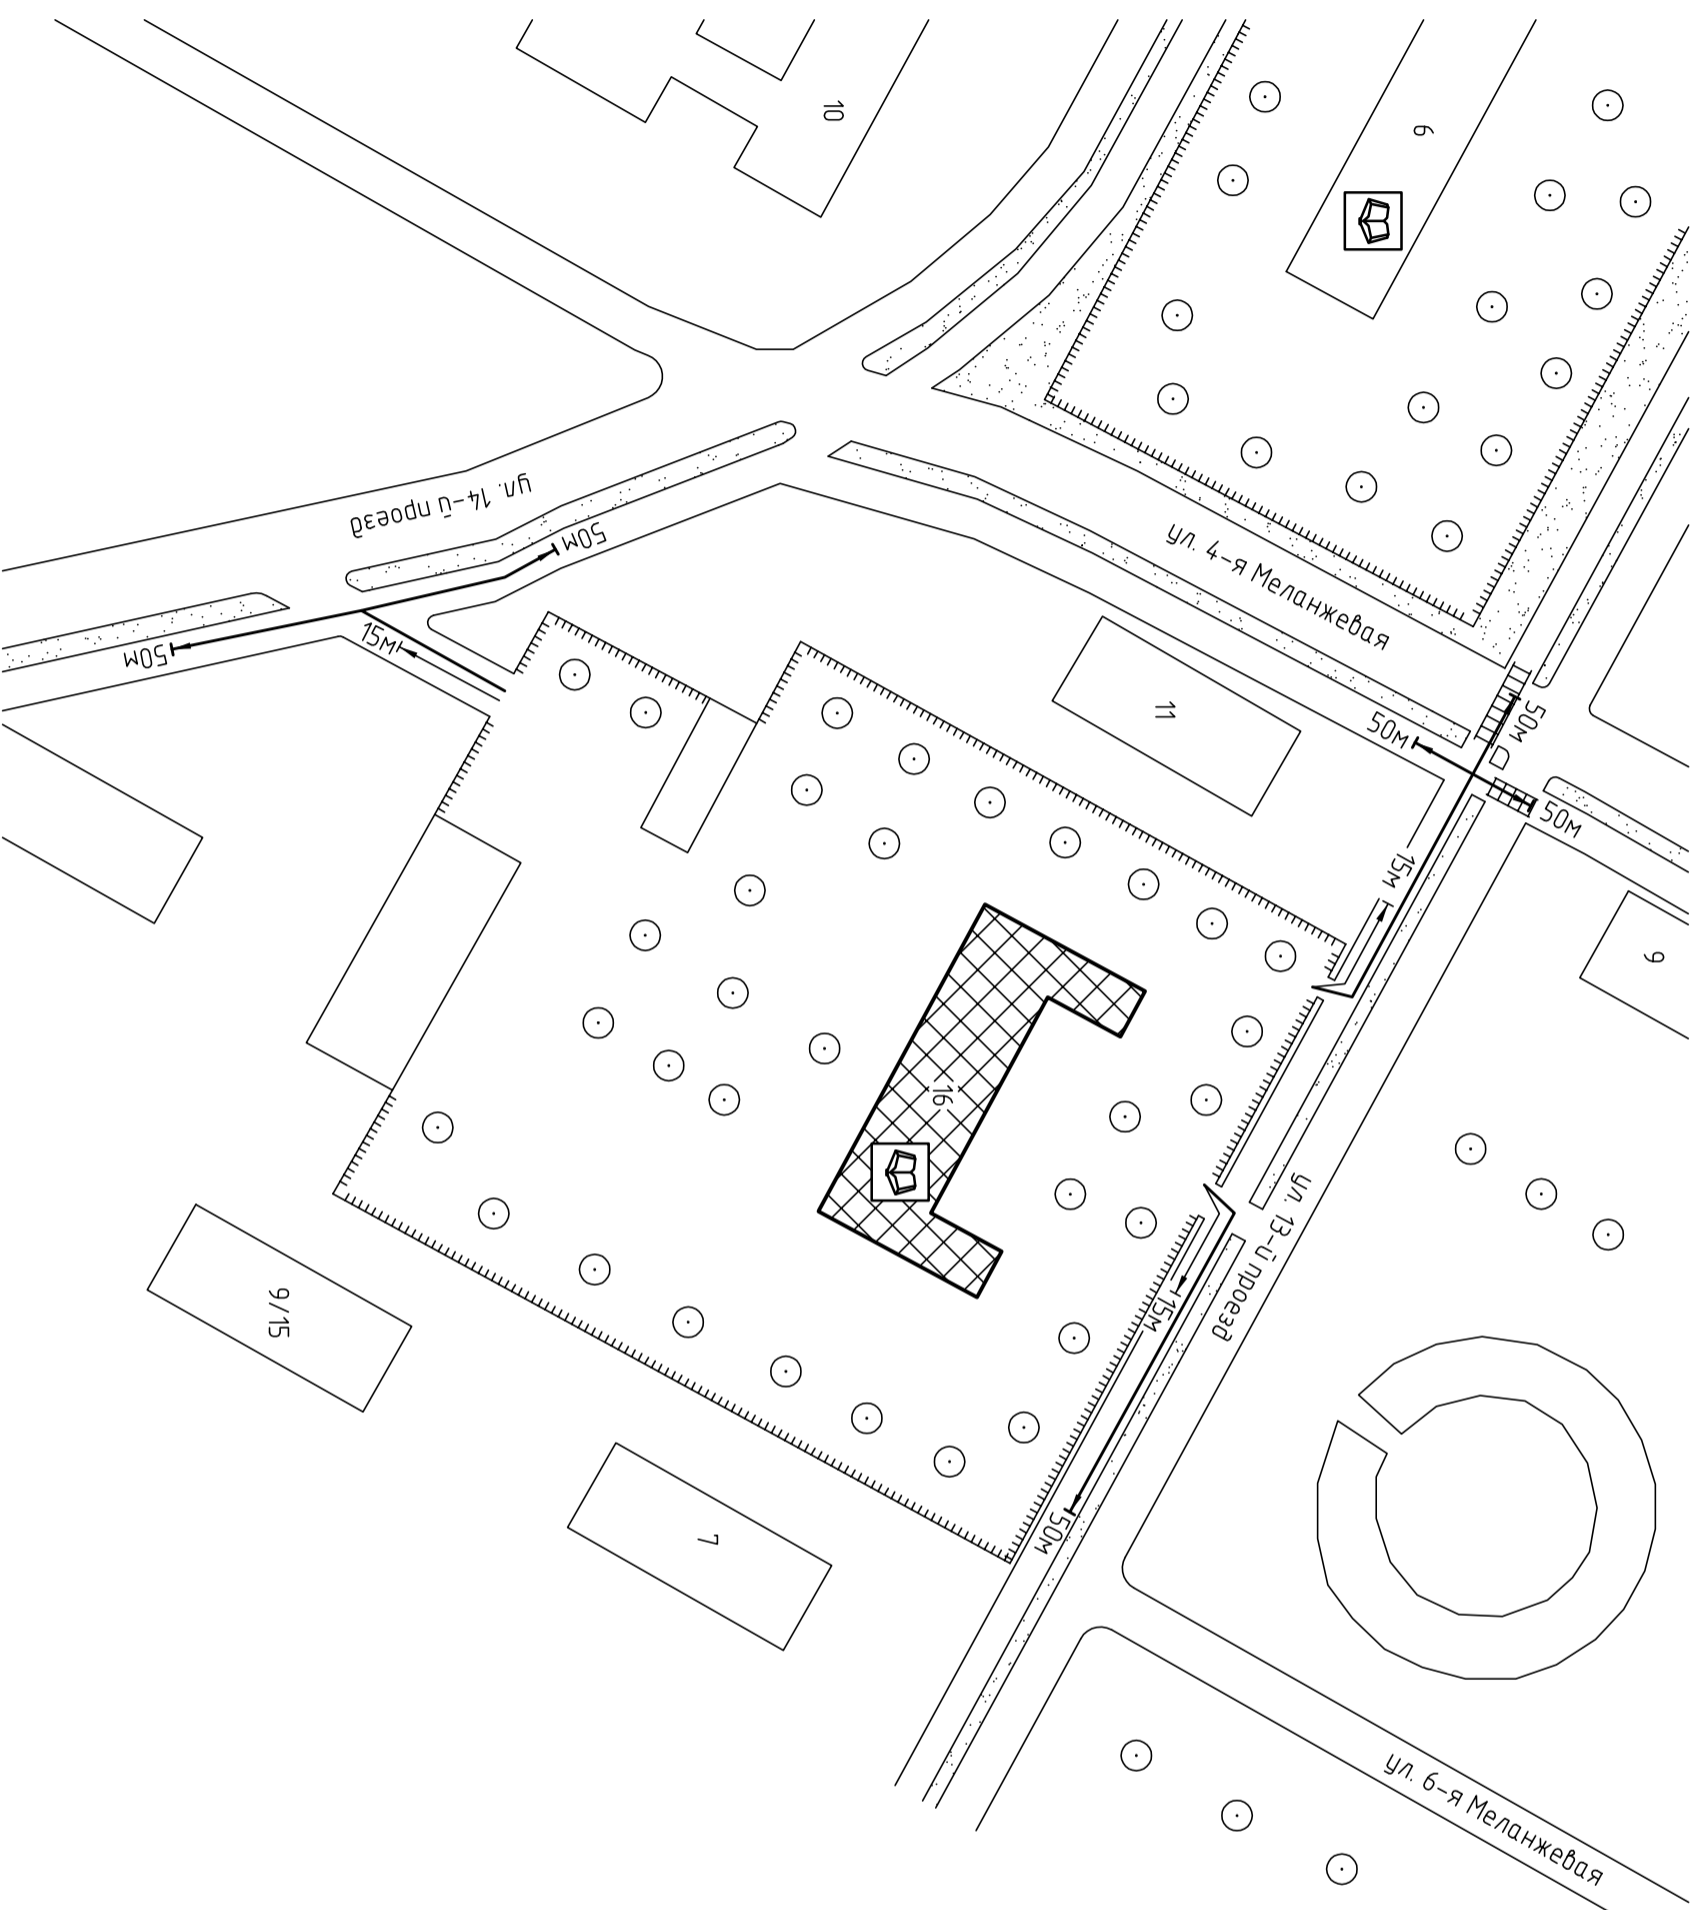 10
6
ул. 14-й проезд
50м
50м
15м
ул. 4-я Меланжевая
11
50м
50м
50м
15м
9
16
ул. 13-й проезд
15м
50м
9/15
7
ул. 6-я Меланжевая